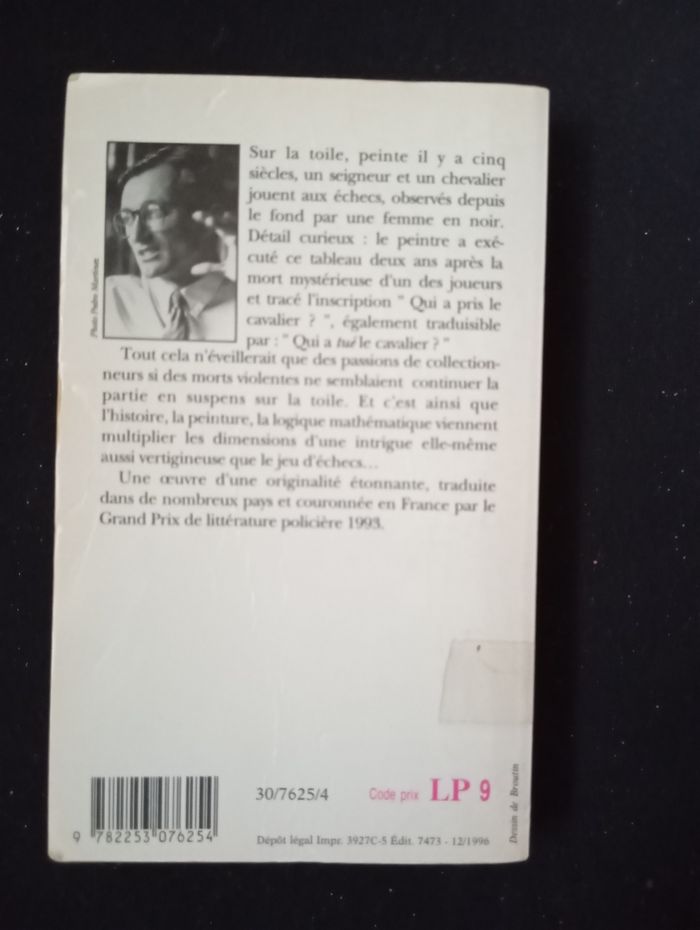 Photo Pedro Martinez
Sur la toile, peinte il y a cinq
siècles, un seigneur et un chevalier
jouent aux échecs, observés depuis
le fond par une femme en noir.
Détail curieux : le peintre a exé-
cuté ce tableau deux ans après la
mort mystérieuse d'un des joueurs
et tracé l'inscription " Qui a pris le
cavalier ? ", également traduisible
par : " Qui a tué le cavalier ? "
Tout cela n'éveillerait que des passions de collection-
neurs si des morts violentes ne semblaient continuer la
partie en suspens sur la toile. Et c'est ainsi que
l'histoire, la peinture, la logique mathématique viennent
multiplier les dimensions d'une intrigue elle-même
aussi vertigineuse que le jeu d'échecs...
Une œuvre d'une originalité étonnante, traduite
dans de nombreux pays et couronnée en France par le
Grand Prix de littérature policière 1993.
9 782253 076254
30/7625/4
Code prix LP 9
Dépôt légal Impr. 3927C-5 Édit. 7473 - 12/1996
Dessin de Broutin